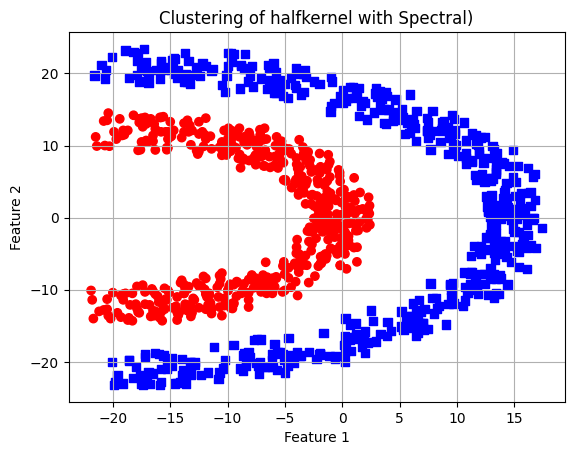 Clustering of halfkernel with Spectral)
20
10
0
−10
−20
Feature 2
−20 −15 −10 −5 0 5 10 15
Feature 1